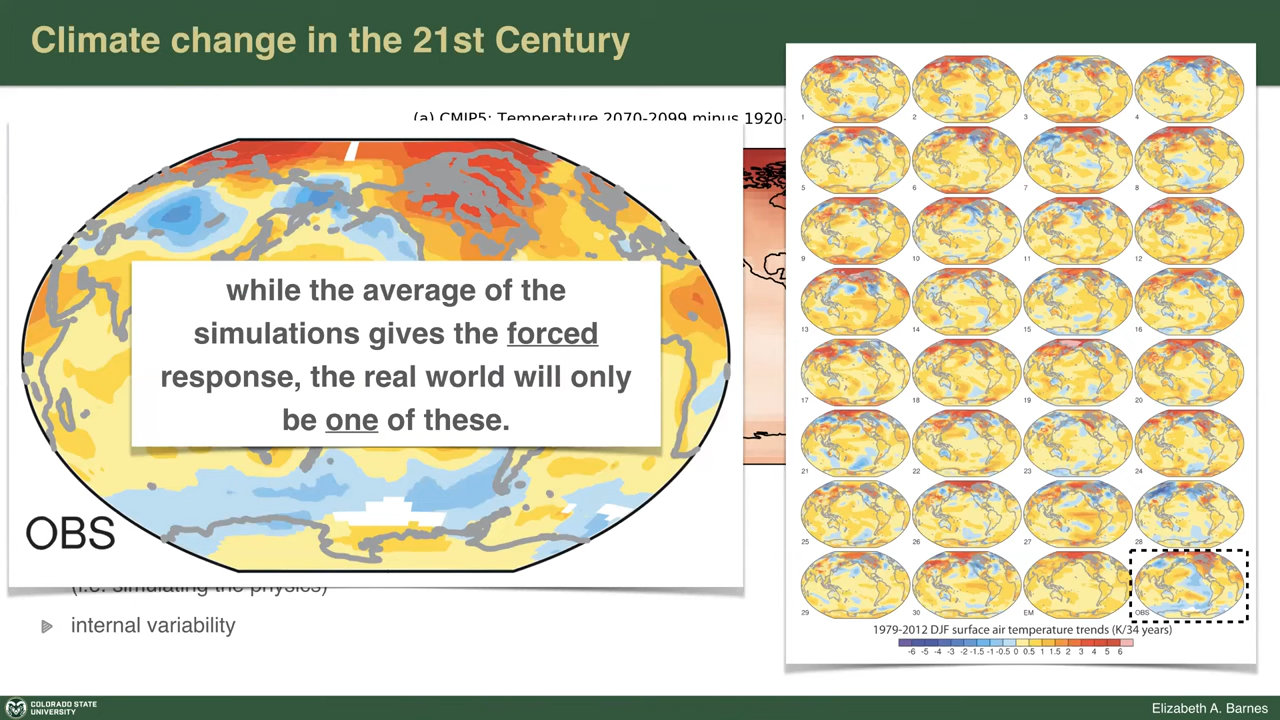 Climate change in the 21st Century
(a) CMIP5: Temperature 2070-2099 minus 1920-
while the average of the
simulations gives the forced
response, the real world will only
be one of these.
OBS
(i.e. simulating the physics)
internal variability
1 2 3 4
5 6 7 8
9 10 11 12
13 14 15 16
17 18 19 20
21 22 23 24
25 26 27 28
29 30 EM OBS
1979-2012 DJF surface air temperature trends (K/34 years)
-6 -5 -4 -3 -2 -1.5 -1 -0.5 0 0.5 1 1.5 2 3 4 5 6
COLORADO STATE
UNIVERSITY
Elizabeth A. Barnes